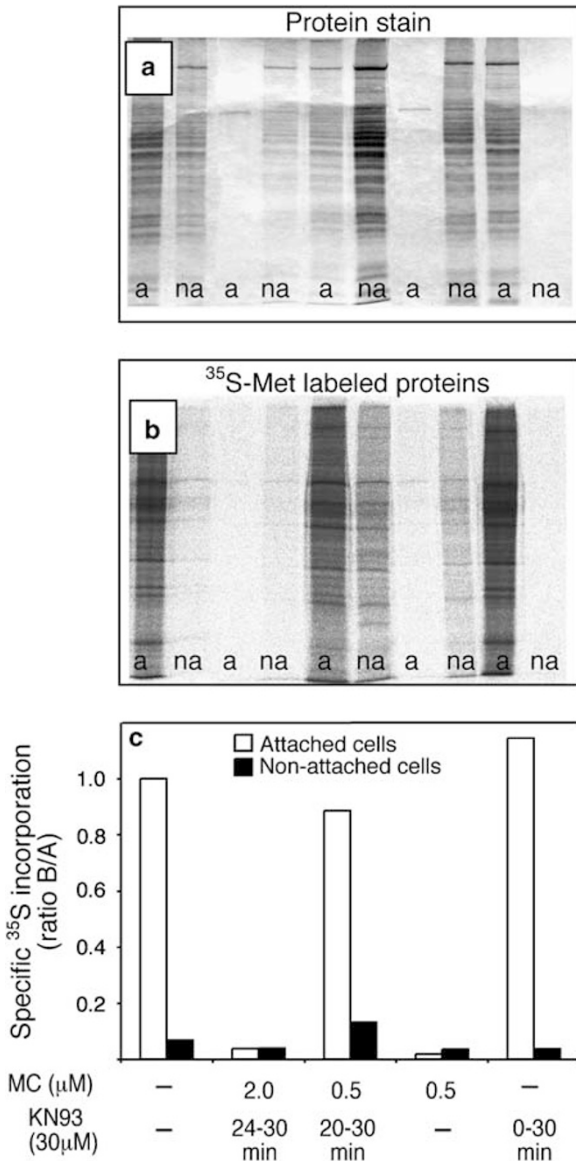 Protein stain
a
a na a na a na a na a na
³⁵S-Met labeled proteins
b
a na a na a na a na a na
c
Attached cells
Non-attached cells
Specific ³⁵S incorporation
(ratio B/A)
1.0
0.8
0.6
0.4
0.2
MC (μM) – 2.0 0.5 0.5 –
KN93 (30μM) – 24-30 min 20-30 min – 0-30 min